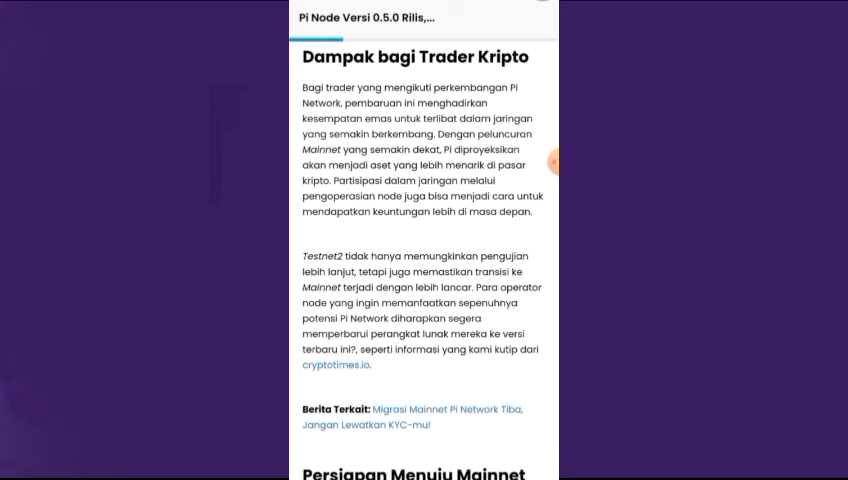 Pi Node Versi 0.5.0 Rilis,...
Dampak bagi Trader Kripto
Bagi trader yang mengikuti perkembangan Pi
Network, pembaruan ini menghadirkan
kesempatan emas untuk terlibat dalam jaringan
yang semakin berkembang. Dengan peluncuran
Mainnet yang semakin dekat, Pi diproyeksikan
akan menjadi aset yang lebih menarik di pasar
kripto. Partisipasi dalam jaringan melalui
pengoperasian node juga bisa menjadi cara untuk
mendapatkan keuntungan lebih di masa depan.
Testnet2 tidak hanya memungkinkan pengujian
lebih lanjut, tetapi juga memastikan transisi ke
Mainnet terjadi dengan lebih lancar. Para operator
node yang ingin memanfaatkan sepenuhnya
potensi Pi Network diharapkan segera
memperbarui perangkat lunak mereka ke versi
terbaru ini?, seperti informasi yang kami kutip dari
cryptotimes.io.
Berita Terkait: Migrasi Mainnet Pi Network Tiba,
Jangan Lewatkan KYC-mu!
Persiapan Menuju Mainnet